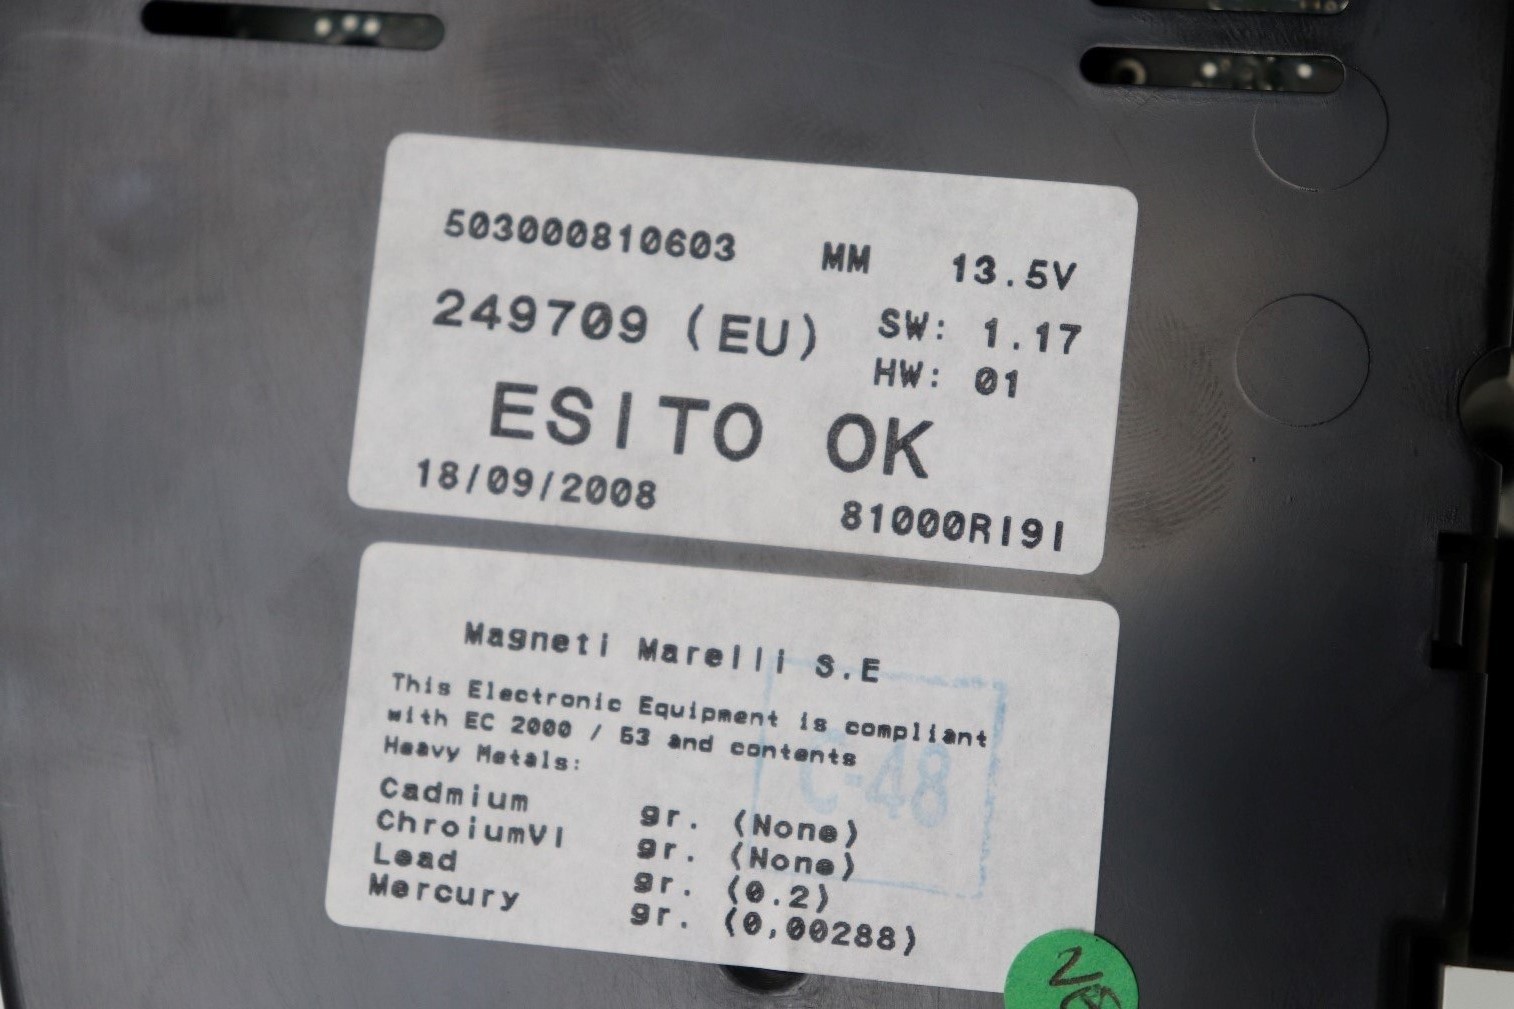 503000810603 MM 13.5V
249709 (EU) SW: 1.17
HW: 01
ESITO OK
18/09/2008 81000RI9I
Magneti Marelli S.E
This Electronic Equipment is compliant
with EC 2000 / 53 and contents
Heavy Metals:
Cadmium gr. (None)
ChroiumVI gr. (None)
Lead gr. (0.2)
Mercury gr. (0,00288)
C-48